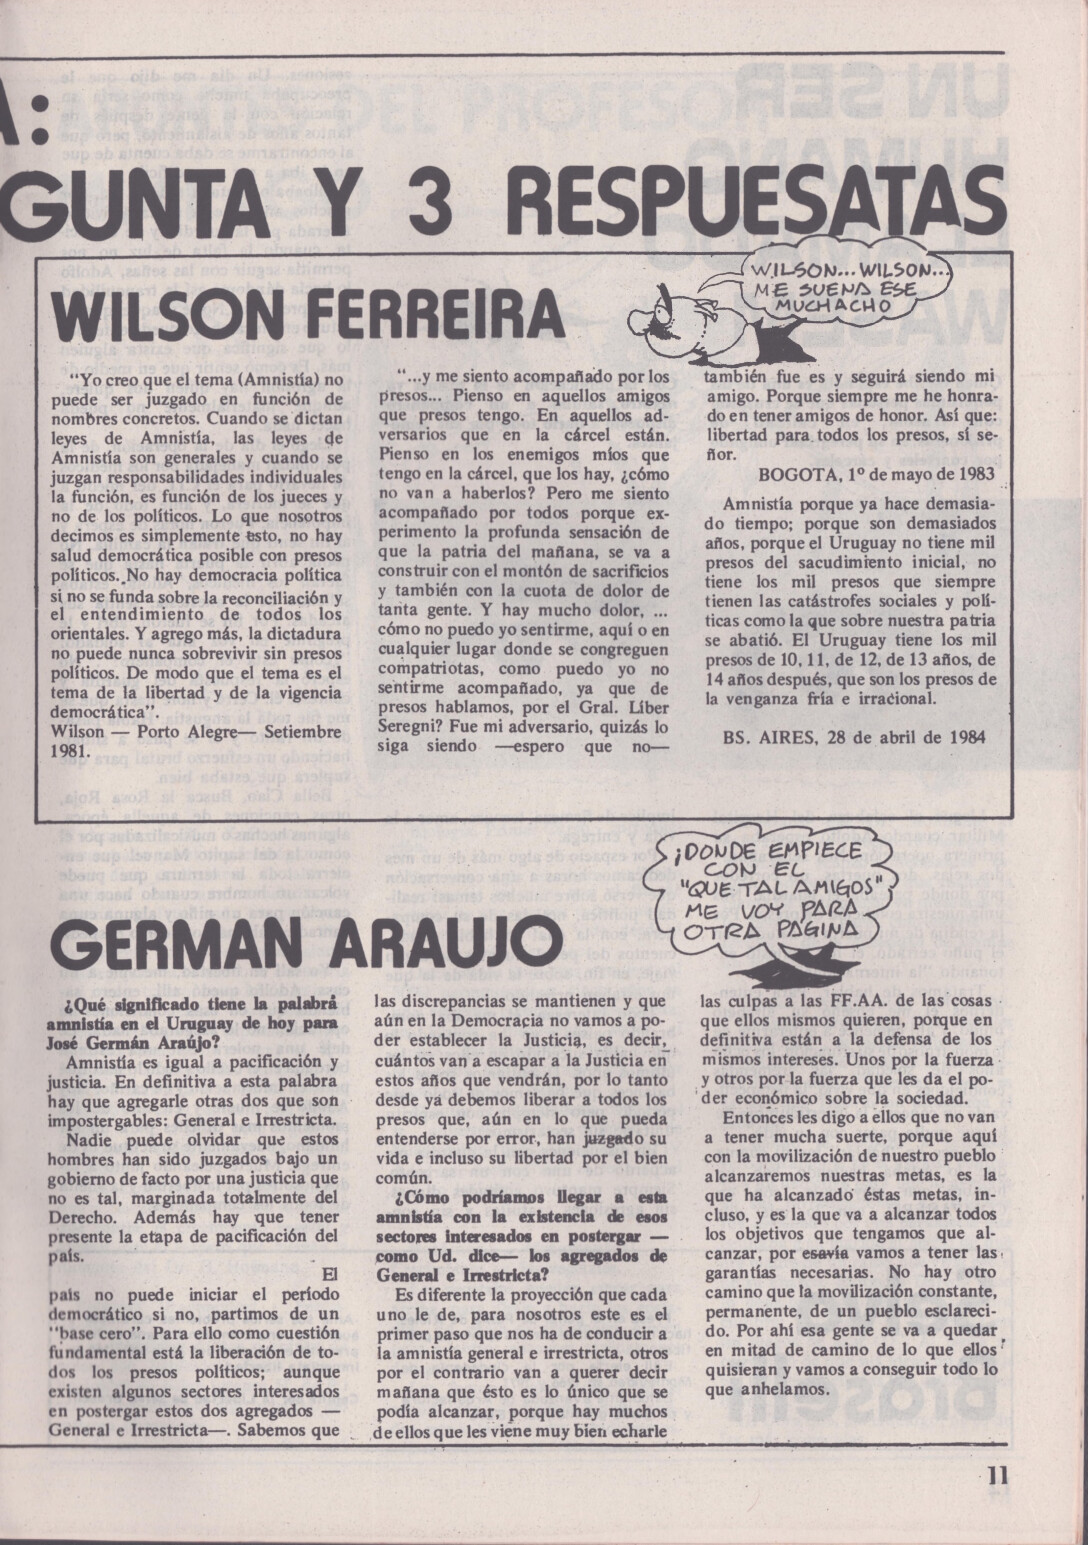 A:
GUNTA Y 3 RESPUESATAS
WILSON FERREIRA
WILSON... WILSON...
ME SUENA ESE
MUCHACHO
“Yo creo que el tema (Amnistía) no
puede ser juzgado en función de
nombres concretos. Cuando se dictan
leyes de Amnistía, las leyes de
Amnistía son generales y cuando se
juzgan responsabilidades individuales
la función, es función de los jueces y
no de los políticos. Lo que nosotros
decimos es simplemente esto, no hay
salud democrática posible con presos
políticos. No hay democracia política
si no se funda sobre la reconciliación y
el entendimiento de todos los
orientales. Y agrego más, la dictadura
no puede nunca sobrevivir sin presos
políticos. De modo que el tema es el
tema de la libertad y de la vigencia
democrática”.
Wilson — Porto Alegre— Setiembre
1981.
“...y me siento acompañado por los
presos... Pienso en aquellos amigos
que presos tengo. En aquellos ad-
versarios que en la cárcel están.
Pienso en los enemigos míos que
tengo en la cárcel, que los hay, ¿cómo
no van a haberlos? Pero me siento
acompañado por todos porque ex-
perimento la profunda sensación de
que la patria del mañana, se va a
construir con el montón de sacrificios
y también con la cuota de dolor de
tanta gente. Y hay mucho dolor, ...
cómo no puedo yo sentirme, aquí o en
cualquier lugar donde se congreguen
compatriotas, como puedo yo no
sentirme acompañado, ya que de
presos hablamos, por el Gral. Líber
Seregni? Fue mi adversario, quizás lo
siga siendo —espero que no—
también fue es y seguirá siendo mi
amigo. Porque siempre me he honra-
do en tener amigos de honor. Así que:
libertad para todos los presos, sí se-
ñor.
BOGOTA, 1º de mayo de 1983
Amnistía porque ya hace demasia-
do tiempo; porque son demasiados
años, porque el Uruguay no tiene mil
presos del sacudimiento inicial, no
tiene los mil presos que siempre
tienen las catástrofes sociales y polí-
ticas como la que sobre nuestra patria
se abatió. El Uruguay tiene los mil
presos de 10, 11, de 12, de 13 años, de
14 años después, que son los presos de
la venganza fría e irracional.
BS. AIRES, 28 de abril de 1984
GERMAN ARAUJO
¡DONDE EMPIECE
CON EL
"QUE TAL AMIGOS"
ME VOY PARA
OTRA PAGINA
¿Qué significado tiene la palabra
amnistía en el Uruguay de hoy para
José Germán Araújo?
Amnistía es igual a pacificación y
justicia. En definitiva a esta palabra
hay que agregarle otras dos que son
impostergables: General e Irrestricta.
Nadie puede olvidar que estos
hombres han sido juzgados bajo un
gobierno de facto por una justicia que
no es tal, marginada totalmente del
Derecho. Además hay que tener
presente la etapa de pacificación del
país.
El
país no puede iniciar el período
democrático si no, partimos de un
"base cero". Para ello como cuestión
fundamental está la liberación de to-
dos los presos políticos; aunque
existen algunos sectores interesados
en postergar estos dos agregados —
General e Irrestricta—. Sabemos que
las discrepancias se mantienen y que
aún en la Democracia no vamos a po-
der establecer la Justicia, es decir,
cuántos van a escapar a la Justicia en
estos años que vendrán, por lo tanto
desde ya debemos liberar a todos los
presos que, aún en lo que pueda
entenderse por error, han juzgado su
vida e incluso su libertad por el bien
común.
¿Cómo podríamos llegar a esta
amnistía con la existencia de esos
sectores interesados en postergar —
como Ud. dice— los agregados de
General e Irrestricta?
Es diferente la proyección que cada
uno le de, para nosotros este es el
primer paso que nos ha de conducir a
la amnistía general e irrestricta, otros
por el contrario van a querer decir
mañana que ésto es lo único que se
podía alcanzar, porque hay muchos
de ellos que les viene muy bien echarle
las culpas a las FF.AA. de las cosas
que ellos mismos quieren, porque en
definitiva están a la defensa de los
mismos intereses. Unos por la fuerza
y otros por la fuerza que les da el po-
der económico sobre la sociedad.
Entonces les digo a ellos que no van
a tener mucha suerte, porque aquí
con la movilización de nuestro pueblo
alcanzaremos nuestras metas, es la
que ha alcanzado éstas metas, in-
cluso, y es la que va a alcanzar todos
los objetivos que tengamos que al-
canzar, por esavía vamos a tener las
garantías necesarias. No hay otro
camino que la movilización constante,
permanente, de un pueblo esclareci-
do. Por ahí esa gente se va a quedar
en mitad de camino de lo que ellos
quisieran y vamos a conseguir todo lo
que anhelamos.
11